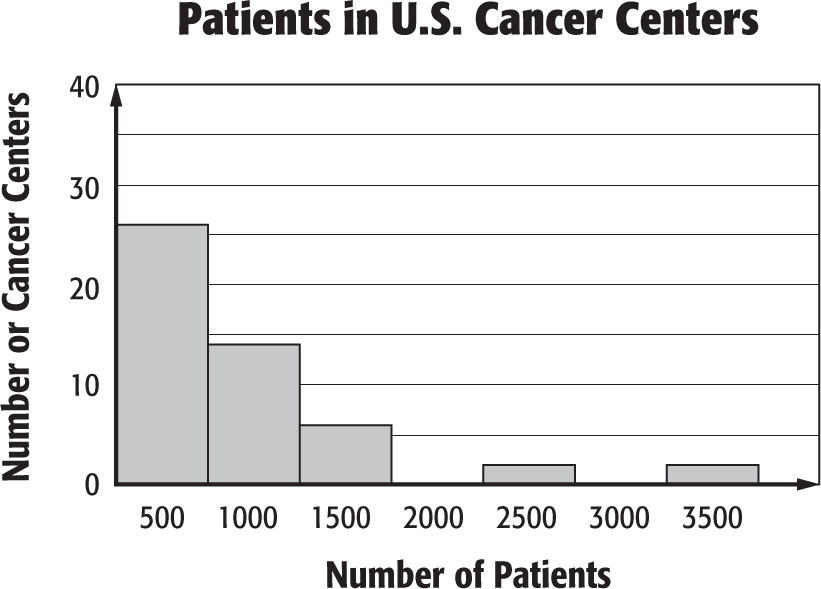 Patients in U.S. Cancer Centers
Number or Cancer Centers
40
30
20
10
0
500 1000 1500 2000 2500 3000 3500
Number of Patients